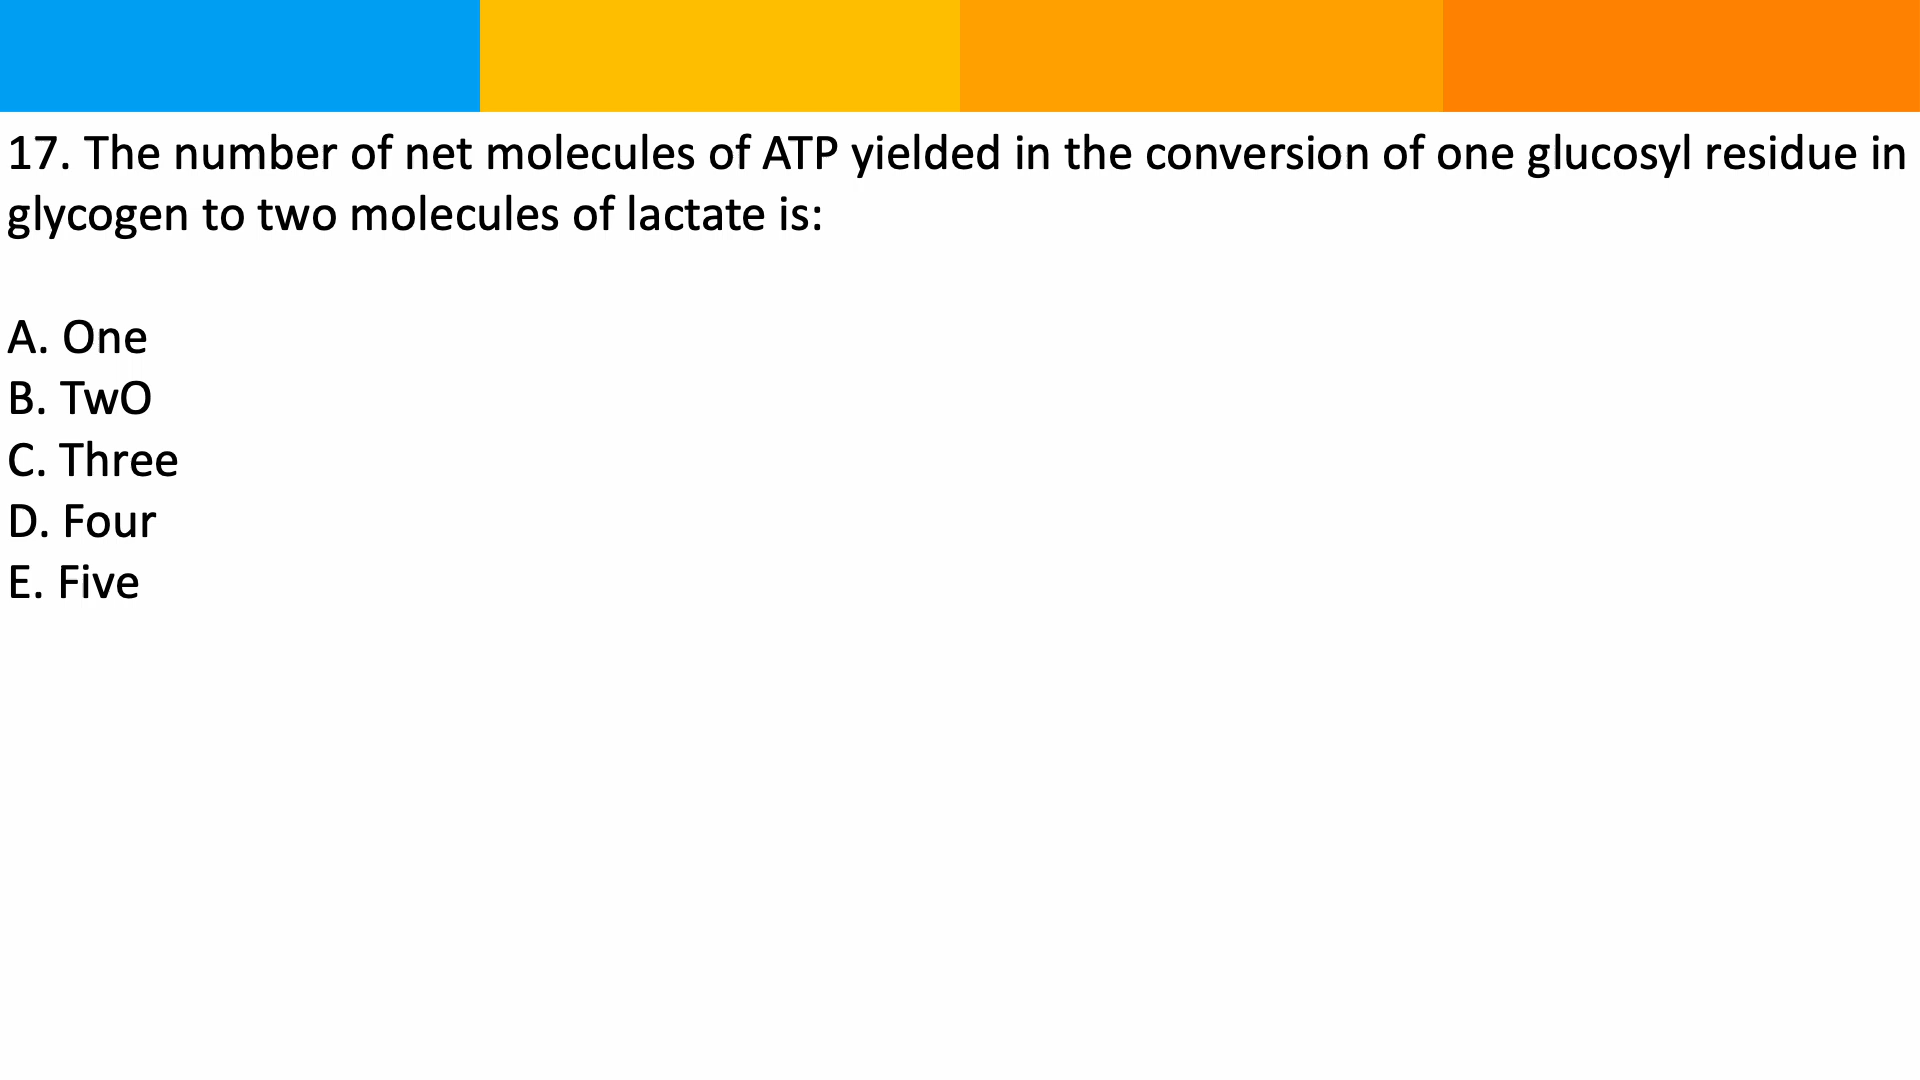 17. The number of net molecules of ATP yielded in the conversion of one glucosyl residue in
glycogen to two molecules of lactate is:
A. One
B. TwO
C. Three
D. Four
E. Five